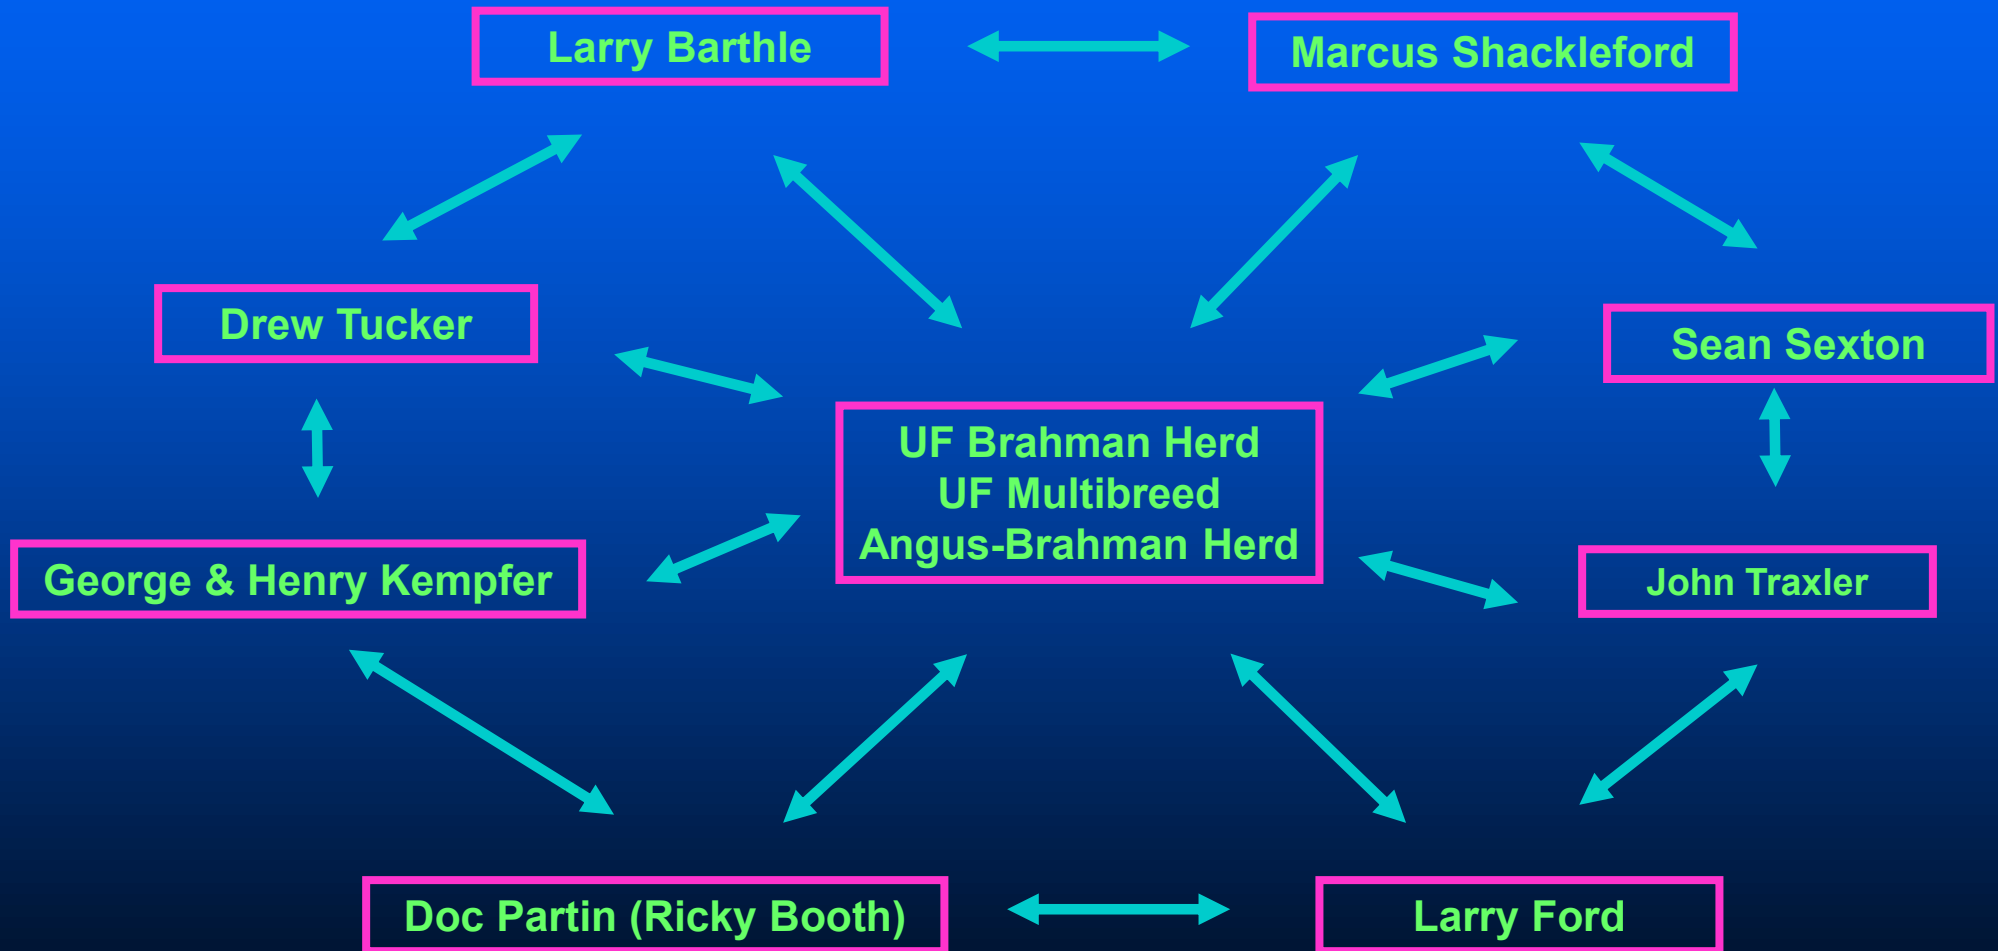 Larry Barthle
Marcus Shackleford
Drew Tucker
Sean Sexton
UF Brahman Herd
UF Multibreed
Angus-Brahman Herd
George & Henry Kempfer
John Traxler
Doc Partin (Ricky Booth)
Larry Ford